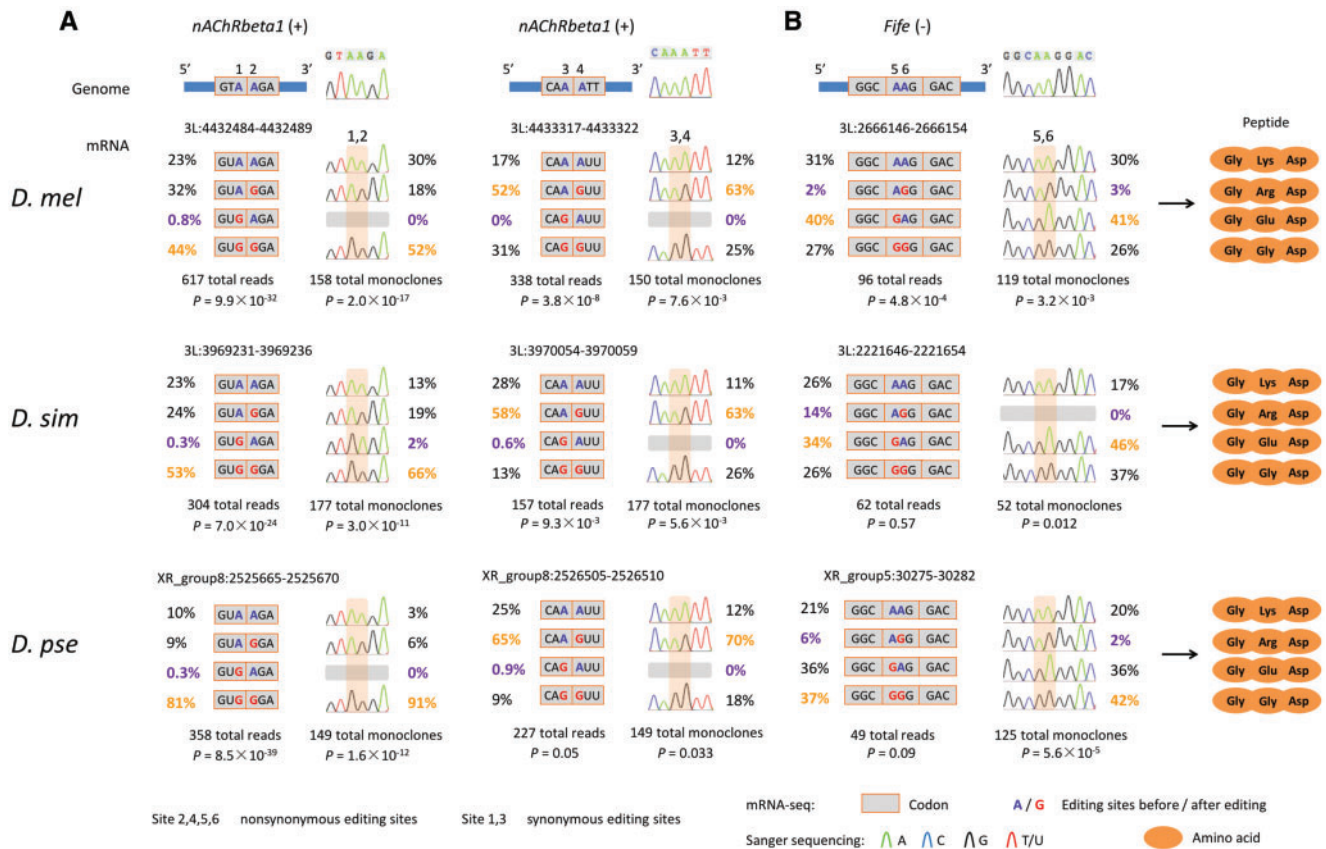 A
nAChRbeta1 (+)
nAChRbeta1 (+)
B
Fife (-)
G T A A G A
C A A A T T
G G C A A G G A C
Genome
5′ 1 2 3′
GTA AGA
5′ 3 4 3′
CAA ATT
5′ 5 6 3′
GGC AAG GAC
mRNA
3L:4432484-4432489
1,2
3L:4433317-4433322
3,4
3L:2666146-2666154
5,6
Peptide
D. mel
23% GUA AGA 30% 17% CAA AUU 12% 31% GGC AAG GAC 30% Gly Lys Asp
32% GUA GGA 18% 52% CAA GUU 63% 2% GGC AGG GAC 3% Gly Arg Asp
0.8% GUG AGA 0% 0% CAG AUU 0% 40% GGC GAG GAC 41% Gly Glu Asp
44% GUG GGA 52% 31% CAG GUU 25% 27% GGC GGG GAC 26% Gly Gly Asp
617 total reads 158 total monoclones 338 total reads 150 total monoclones 96 total reads 119 total monoclones
P = 9.9×10-32 P = 2.0×10-17 P = 3.8×10-8 P = 7.6×10-3 P = 4.8×10-4 P = 3.2×10-3
3L:3969231-3969236
3L:3970054-3970059
3L:2221646-2221654
D. sim
23% GUA AGA 13% 28% CAA AUU 11% 26% GGC AAG GAC 17% Gly Lys Asp
24% GUA GGA 19% 58% CAA GUU 63% 14% GGC AGG GAC 0% Gly Arg Asp
0.3% GUG AGA 2% 0.6% CAG AUU 0% 34% GGC GAG GAC 46% Gly Glu Asp
53% GUG GGA 66% 13% CAG GUU 26% 26% GGC GGG GAC 37% Gly Gly Asp
304 total reads 177 total monoclones 157 total reads 177 total monoclones 62 total reads 52 total monoclones
P = 7.0×10-24 P = 3.0×10-11 P = 9.3×10-3 P = 5.6×10-3 P = 0.57 P = 0.012
XR_group8:2525665-2525670
XR_group8:2526505-2526510
XR_group5:30275-30282
D. pse
10% GUA AGA 3% 25% CAA AUU 12% 21% GGC AAG GAC 20% Gly Lys Asp
9% GUA GGA 6% 65% CAA GUU 70% 6% GGC AGG GAC 2% Gly Arg Asp
0.3% GUG AGA 0% 0.9% CAG AUU 0% 36% GGC GAG GAC 36% Gly Glu Asp
81% GUG GGA 91% 9% CAG GUU 18% 37% GGC GGG GAC 42% Gly Gly Asp
358 total reads 149 total monoclones 227 total reads 149 total monoclones 49 total reads 125 total monoclones
P = 8.5×10-39 P = 1.6×10-12 P = 0.05 P = 0.033 P = 0.09 P = 5.6×10-5
Site 2,4,5,6 nonsynonymous editing sites Site 1,3 synonymous editing sites
mRNA-seq: Codon A / G Editing sites before / after editing
Sanger sequencing: A C G T/U Amino acid